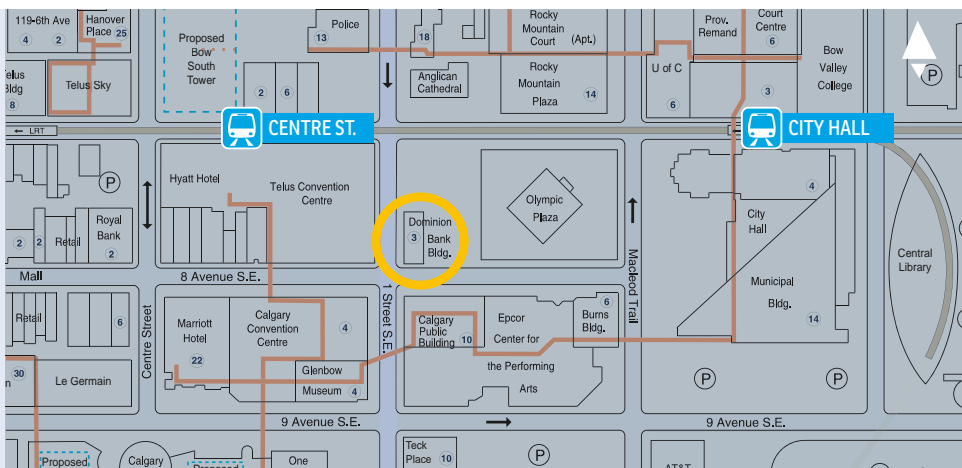 119-6th Ave
4
2
Hanover
Place
25
Proposed
Bow
South
Tower
Police
13
18
Rocky
Mountain
Court
(Apt.)
Prov.
Remand
Court
Centre
6
Bow
Valley
College
P
Telus
Bldg
8
Telus Sky
2
6
Anglican
Cathedral
Rocky
Mountain
Plaza
14
U of C
6
3
← LRT
CENTRE ST.
CITY HALL
P
Hyatt Hotel
Telus Convention
Centre
Olympic
Plaza
4
City
Hall
2
2
Retail
Royal
Bank
2
Dominion
3
Bank
Bldg.
Central
Library
Mall
8 Avenue S.E.
Municipal
Bldg.
14
Macleod Trail
Centre Street
1 Street S.E.
Retail
6
Marriott
Hotel
22
Calgary
Convention
Centre
4
Calgary
Public
Building
10
Epcor
Center for
the Performing
Arts
6
Burns
Bldg.
30
Le Germain
Glenbow
Museum
4
P
P
9 Avenue S.E.
9 Avenue S.E.
Proposed
Calgary
Proposed
One
Teck
Place
10
P
AT&T